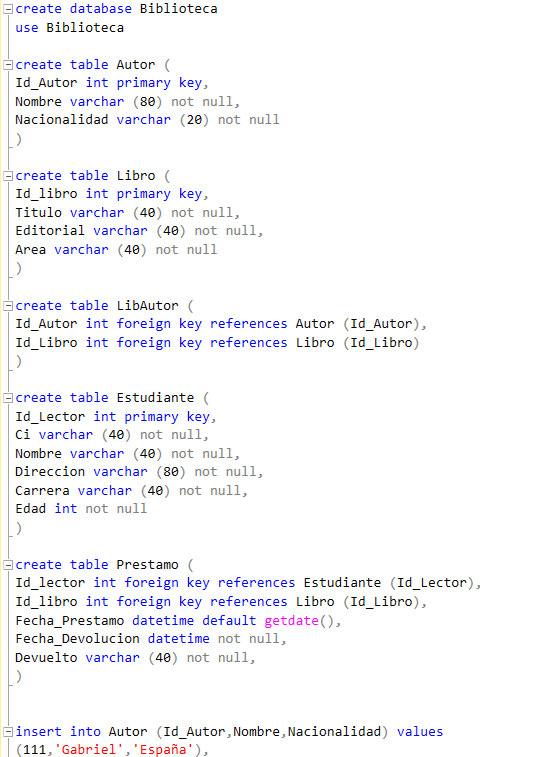 create database Biblioteca
use Biblioteca
create table Autor (
Id_Autor int primary key,
Nombre varchar (80) not null,
Nacionalidad varchar (20) not null
)
create table Libro (
Id_libro int primary key,
Titulo varchar (40) not null,
Editorial varchar (40) not null,
Area varchar (40) not null
)
create table LibAutor (
Id_Autor int foreign key references Autor (Id_Autor),
Id_Libro int foreign key references Libro (Id_Libro)
)
create table Estudiante (
Id_Lector int primary key,
Ci varchar (40) not null,
Nombre varchar (40) not null,
Direccion varchar (80) not null,
Carrera varchar (40) not null,
Edad int not null
)
create table Prestamo (
Id_lector int foreign key references Estudiante (Id_Lector),
Id_libro int foreign key references Libro (Id_Libro),
Fecha_Prestamo datetime default getdate(),
Fecha_Devolucion datetime not null,
Devuelto varchar (40) not null,
)
insert into Autor (Id_Autor,Nombre,Nacionalidad) values
(111,'Gabriel','España'),